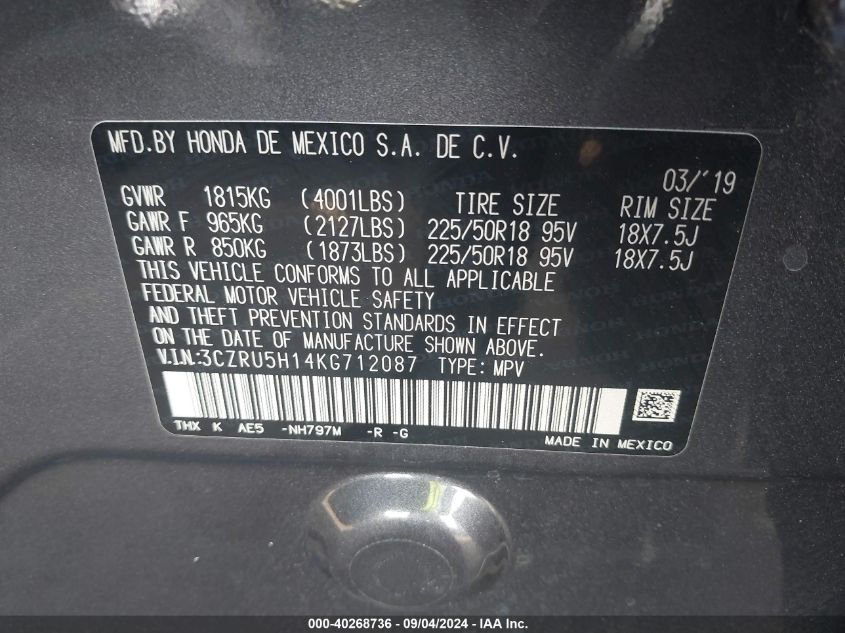 MFD.BY HONDA DE MEXICO S.A. DE C.V.
03/'19
GVWR 1815KG (4001LBS) TIRE SIZE RIM SIZE
GAWR F 965KG (2127LBS) 225/50R18 95V 18X7.5J
GAWR R 850KG (1873LBS) 225/50R18 95V 18X7.5J
THIS VEHICLE CONFORMS TO ALL APPLICABLE
FEDERAL MOTOR VEHICLE SAFETY
AND THEFT PREVENTION STANDARDS IN EFFECT
ON THE DATE OF MANUFACTURE SHOWN ABOVE.
V.I.N.:3CZRU5H14KG712087 TYPE: MPV
THX K AE5 -NH797M -R -G
MADE IN MEXICO
000-40268736 - 09/04/2024 - IAAI.COM